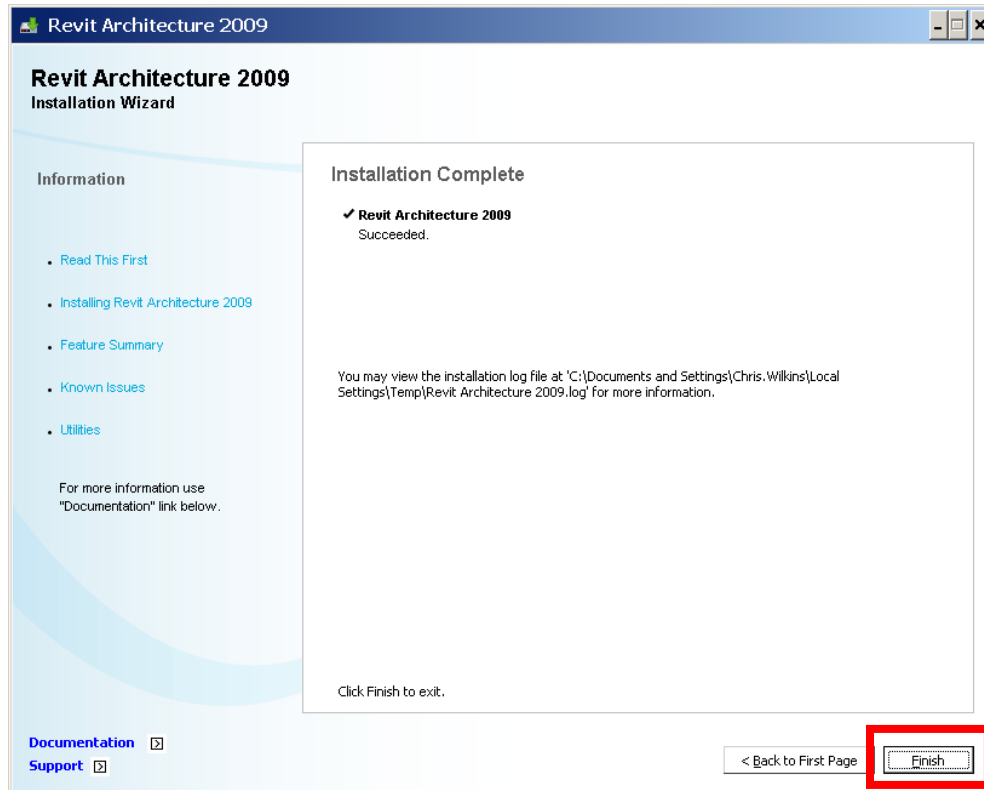 Revit Architecture 2009
Revit Architecture 2009
Installation Wizard
Information
• Read This First
• Installing Revit Architecture 2009
• Feature Summary
• Known Issues
• Utilities
For more information use
"Documentation" link below.
Installation Complete
✓ Revit Architecture 2009
Succeeded.
You may view the installation log file at 'C:\Documents and Settings\Chris.Wilkins\Local
Settings\Temp\Revit Architecture 2009.log' for more information.
Click Finish to exit.
Documentation
Support
< Back to First Page
Finish